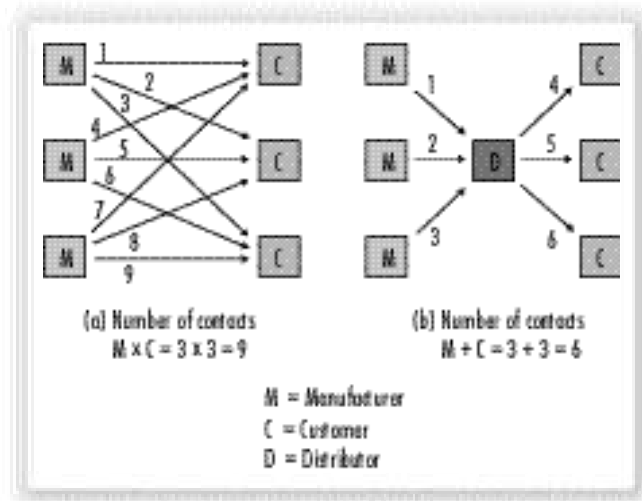 M 1 C
2
3
4
M 5 C
6
7
8
M 9 C
M 1 4 C
M 2 D 5 C
M 3 6 C
(a) Number of contacts
M x C = 3 x 3 = 9
(b) Number of contacts
M + C = 3 + 3 = 6
M = Manufacturer
C = Customer
D = Distributor